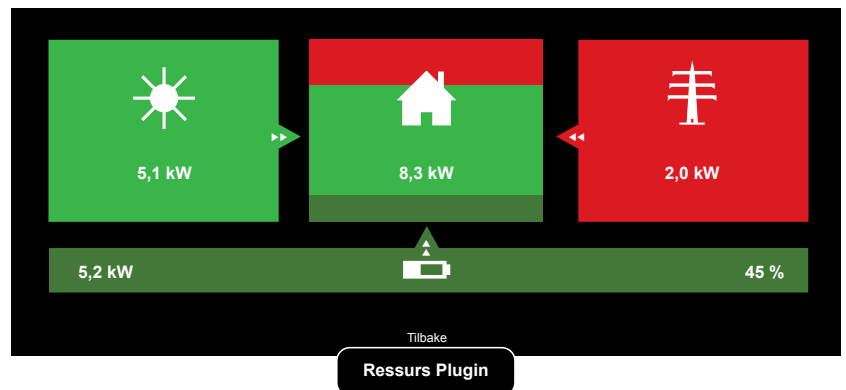 5,1 kW
8,3 kW
2,0 kW
5,2 kW
45 %
Tilbake
Ressurs Plugin